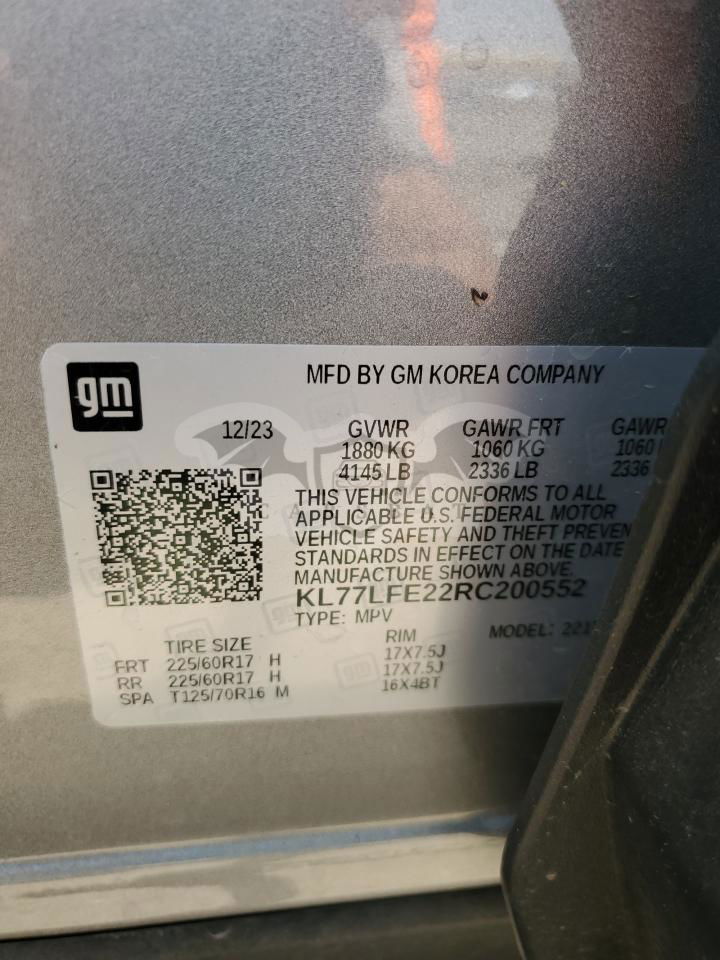 gm
MFD BY GM KOREA COMPANY
12/23 GVWR GAWR FRT GAWR
1880 KG 1060 KG 1060
4145 LB 2336 LB 2336
THIS VEHICLE CONFORMS TO ALL
APPLICABLE U.S. FEDERAL MOTOR
VEHICLE SAFETY AND THEFT PREVEN
STANDARDS IN EFFECT ON THE DATE
MANUFACTURE SHOWN ABOVE.
KL77LFE22RC200552
TYPE: MPV MODEL: 221
TIRE SIZE RIM
FRT 225/60R17 H 17X7.5J
RR 225/60R17 H 17X7.5J
SPA T125/70R16 M 16X4BT